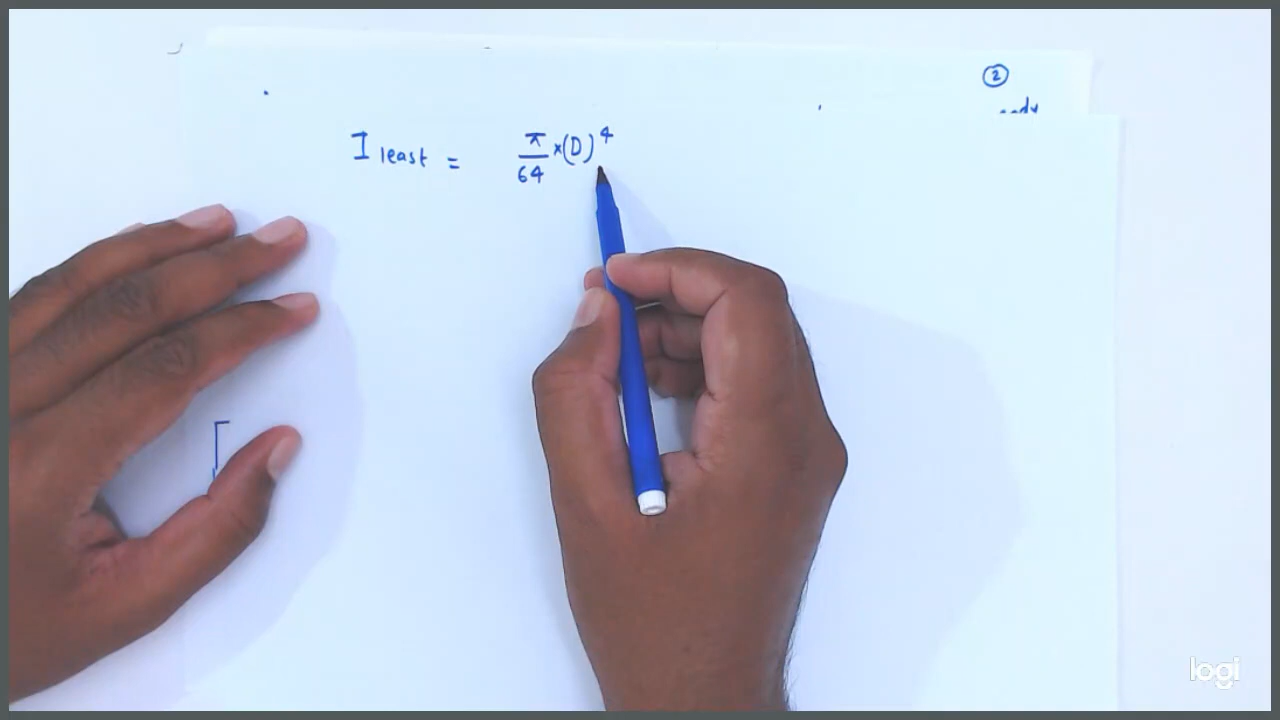 ②
I least = π/64 ×(D)⁴
logi